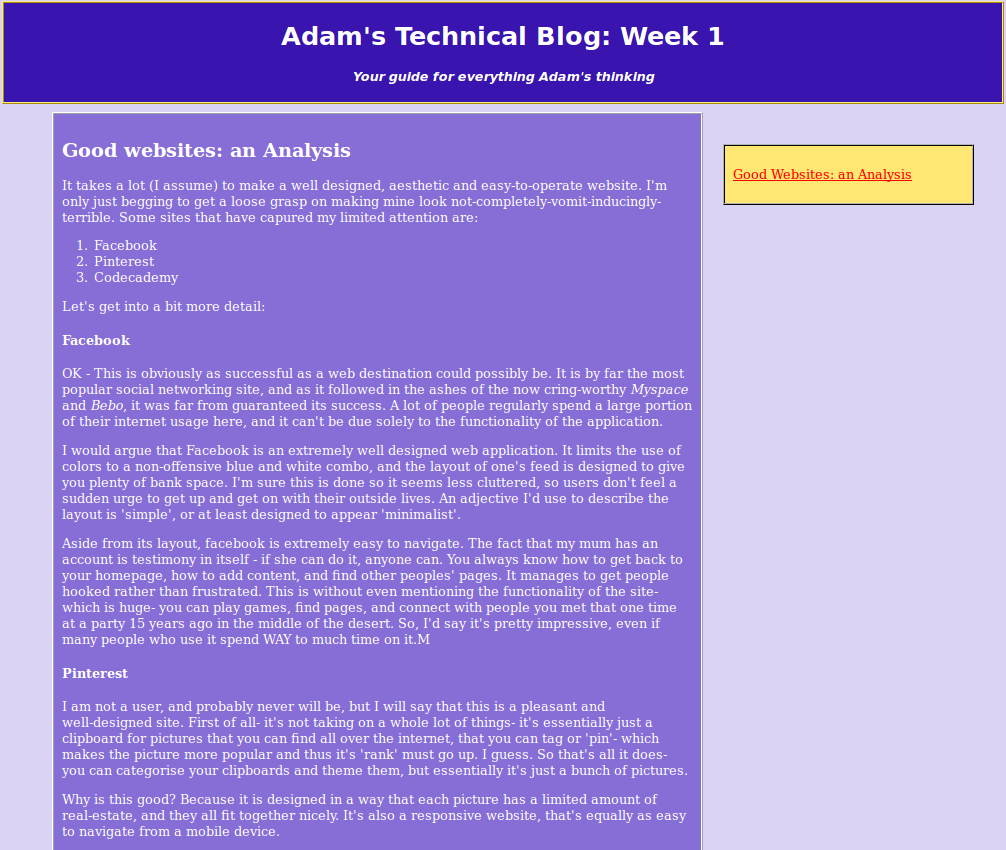 Adam's Technical Blog: Week 1
Your guide for everything Adam's thinking
Good websites: an Analysis
It takes a lot (I assume) to make a well designed, aesthetic and easy-to-operate website. I'm
only just begging to get a loose grasp on making mine look not-completely-vomit-inducingly-
terrible. Some sites that have capured my limited attention are:
1. Facebook
2. Pinterest
3. Codecademy
Let's get into a bit more detail:
Facebook
OK - This is obviously as successful as a web destination could possibly be. It is by far the most
popular social networking site, and as it followed in the ashes of the now cring-worthy Myspace
and Bebo, it was far from guaranteed its success. A lot of people regularly spend a large portion
of their internet usage here, and it can't be due solely to the functionality of the application.
I would argue that Facebook is an extremely well designed web application. It limits the use of
colors to a non-offensive blue and white combo, and the layout of one's feed is designed to give
you plenty of bank space. I'm sure this is done so it seems less cluttered, so users don't feel a
sudden urge to get up and get on with their outside lives. An adjective I'd use to describe the
layout is 'simple', or at least designed to appear 'minimalist'.
Aside from its layout, facebook is extremely easy to navigate. The fact that my mum has an
account is testimony in itself - if she can do it, anyone can. You always know how to get back to
your homepage, how to add content, and find other peoples' pages. It manages to get people
hooked rather than frustrated. This is without even mentioning the functionality of the site-
which is huge- you can play games, find pages, and connect with people you met that one time
at a party 15 years ago in the middle of the desert. So, I'd say it's pretty impressive, even if
many people who use it spend WAY to much time on it.M
Pinterest
I am not a user, and probably never will be, but I will say that this is a pleasant and
well-designed site. First of all- it's not taking on a whole lot of things- it's essentially just a
clipboard for pictures that you can find all over the internet, that you can tag or 'pin'- which
makes the picture more popular and thus it's 'rank' must go up. I guess. So that's all it does-
you can categorise your clipboards and theme them, but essentially it's just a bunch of pictures.
Why is this good? Because it is designed in a way that each picture has a limited amount of
real-estate, and they all fit together nicely. It's also a responsive website, that's equally as easy
to navigate from a mobile device.
Good Websites: an Analysis